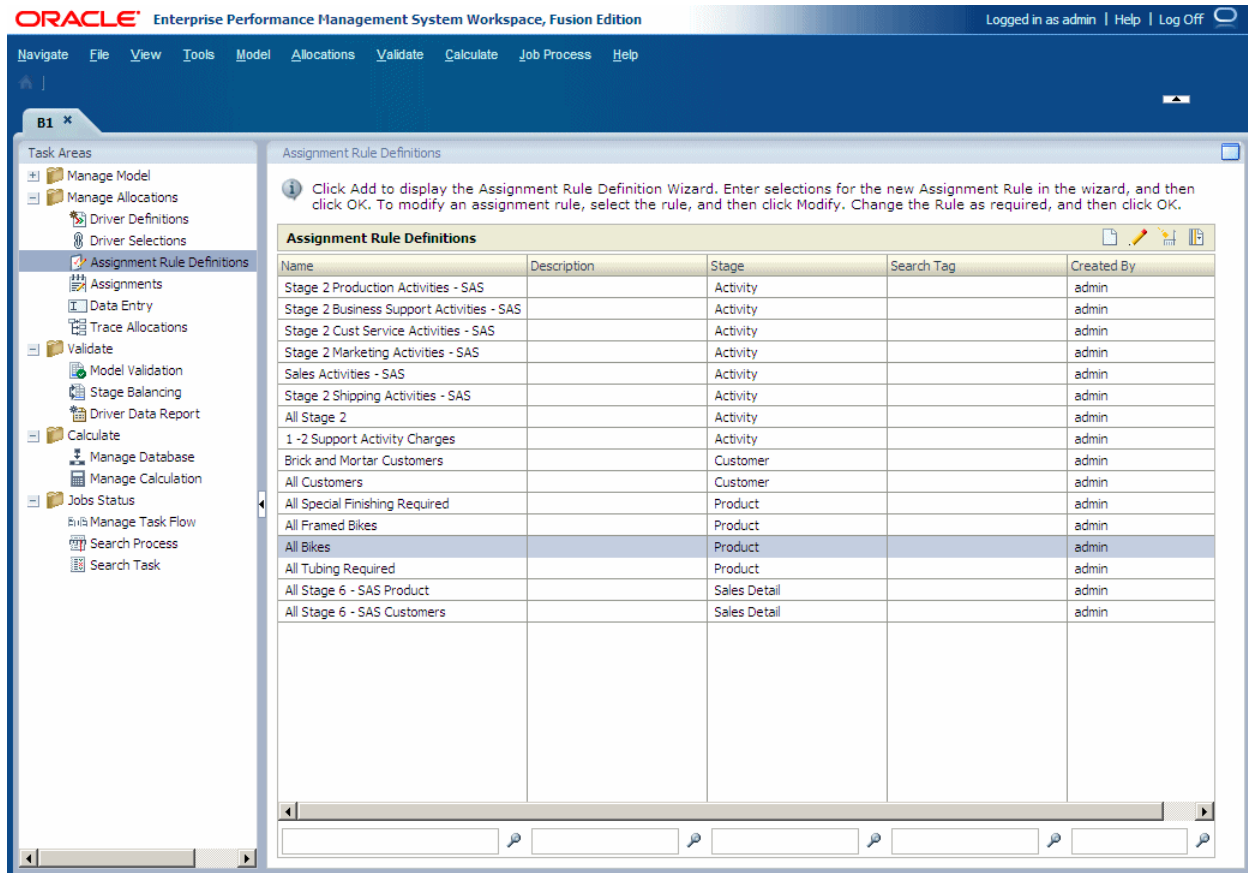 ORACLE Enterprise Performance Management System Workspace, Fusion Edition
Logged in as admin | Help | Log Off
Navigate File View Tools Model Allocations Validate Calculate Job Process Help
B1
Task Areas
Manage Model
Manage Allocations
Driver Definitions
Driver Selections
Assignment Rule Definitions
Assignments
Data Entry
Trace Allocations
Validate
Model Validation
Stage Balancing
Driver Data Report
Calculate
Manage Database
Manage Calculation
Jobs Status
Manage Task Flow
Search Process
Search Task
Assignment Rule Definitions
Click Add to display the Assignment Rule Definition Wizard. Enter selections for the new Assignment Rule in the wizard, and then
click OK. To modify an assignment rule, select the rule, and then click Modify. Change the Rule as required, and then click OK.
Assignment Rule Definitions
Name Description Stage Search Tag Created By
Stage 2 Production Activities - SAS Activity admin
Stage 2 Business Support Activities - SAS Activity admin
Stage 2 Cust Service Activities - SAS Activity admin
Stage 2 Marketing Activities - SAS Activity admin
Sales Activities - SAS Activity admin
Stage 2 Shipping Activities - SAS Activity admin
All Stage 2 Activity admin
1 -2 Support Activity Charges Activity admin
Brick and Mortar Customers Customer admin
All Customers Customer admin
All Special Finishing Required Product admin
All Framed Bikes Product admin
All Bikes Product admin
All Tubing Required Product admin
All Stage 6 - SAS Product Sales Detail admin
All Stage 6 - SAS Customers Sales Detail admin